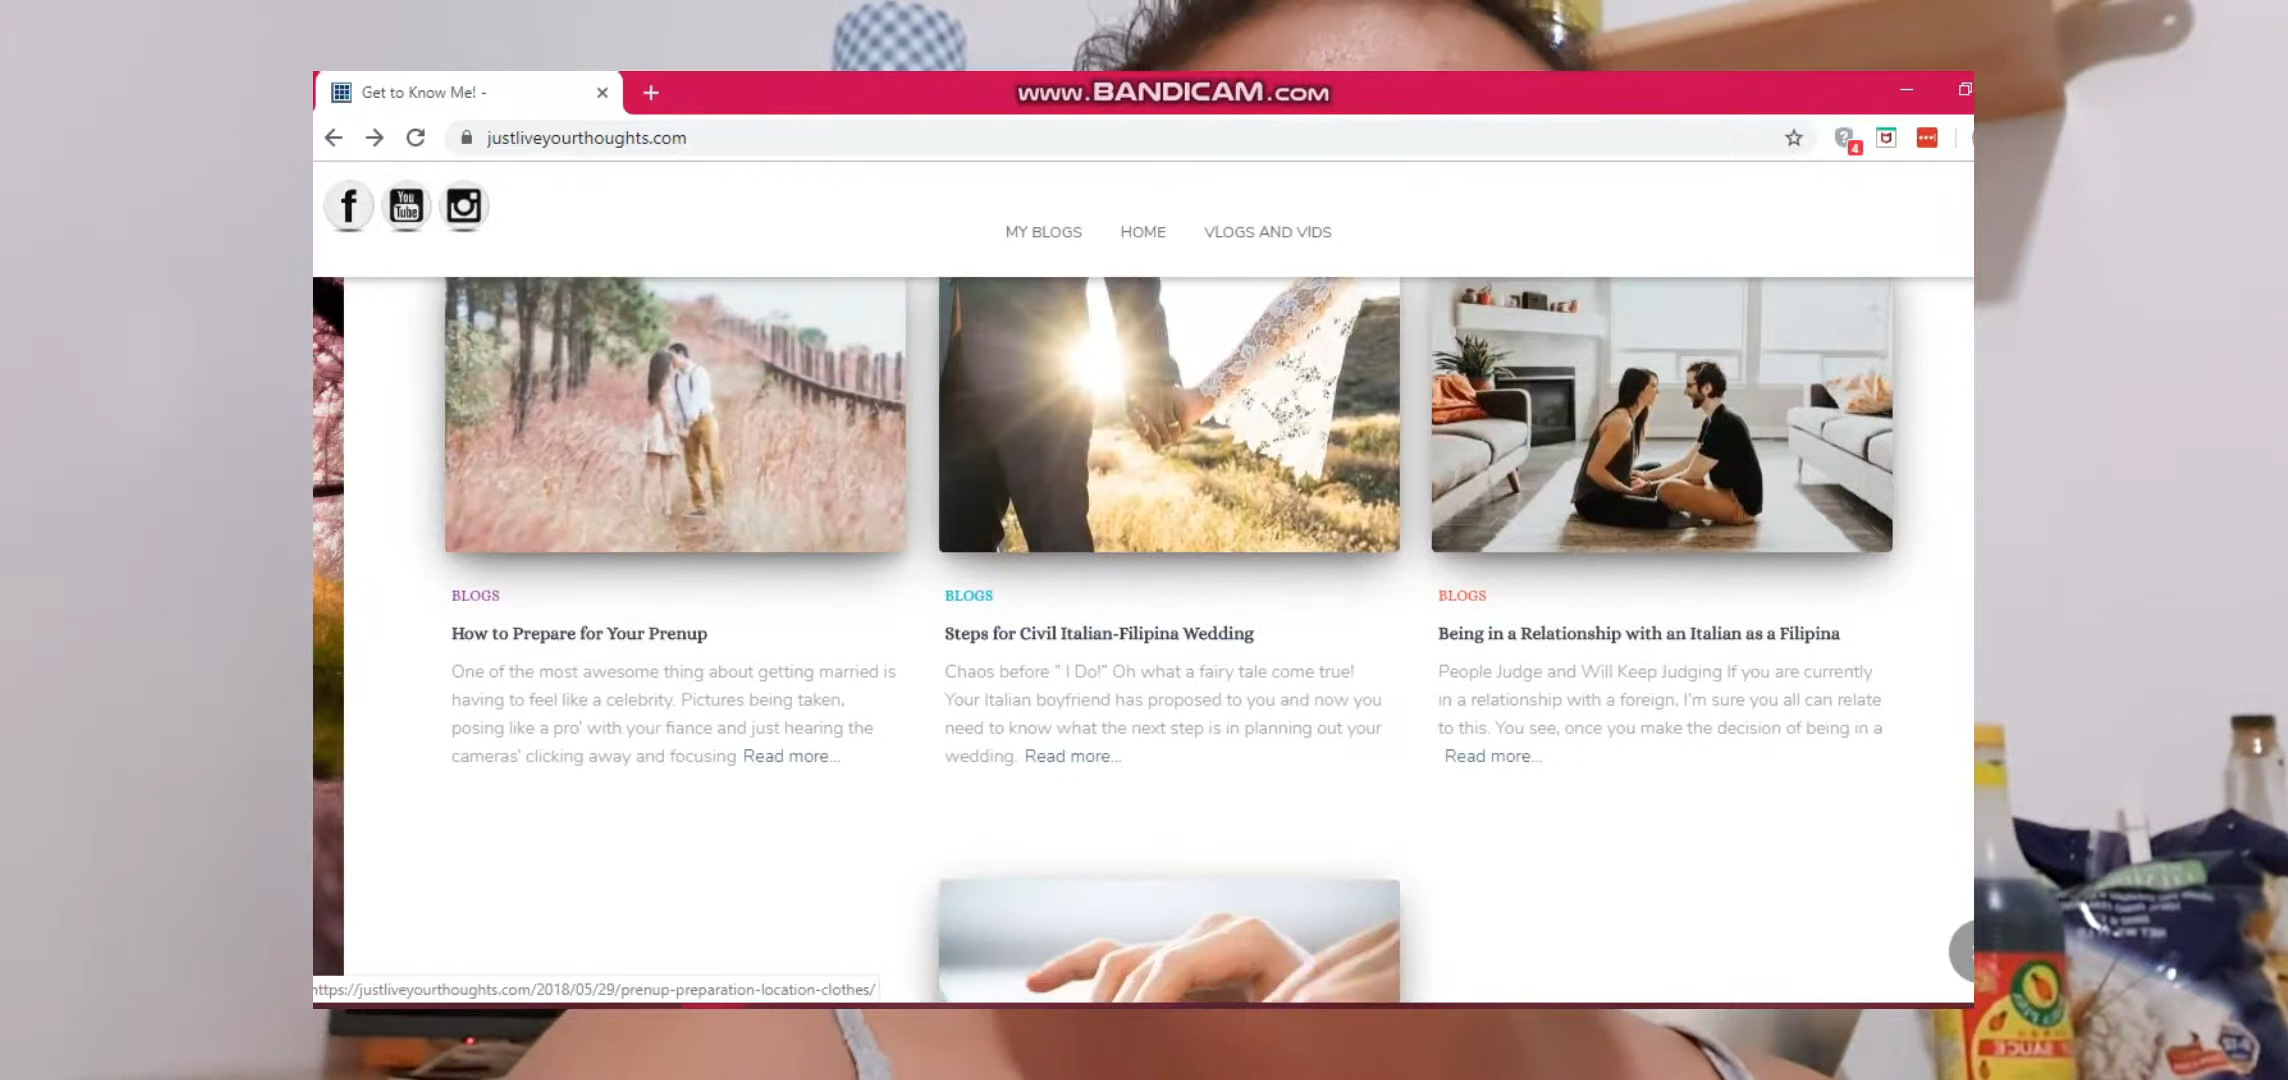 Get to Know Me! -
www.BANDICAM.com
justliveyourthoughts.com
4
f
You
Tube
MY BLOGS
HOME
VLOGS AND VIDS
BLOGS
How to Prepare for Your Prenup
One of the most awesome thing about getting married is
having to feel like a celebrity. Pictures being taken,
posing like a pro’ with your fiance and just hearing the
cameras’ clicking away and focusing Read more...
BLOGS
Steps for Civil Italian-Filipina Wedding
Chaos before “ I Do!” Oh what a fairy tale come true!
Your Italian boyfriend has proposed to you and now you
need to know what the next step is in planning out your
wedding. Read more...
BLOGS
Being in a Relationship with an Italian as a Filipina
People Judge and Will Keep Judging If you are currently
in a relationship with a foreign, I’m sure you all can relate
to this. You see, once you make the decision of being in a
Read more...
https://justliveyourthoughts.com/2018/05/29/prenup-preparation-location-clothes/
SAUCE